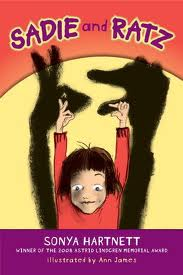 SADIE and RATZ
SONYA HARTNETT
WINNER OF THE 2008 ASTRID LINDGREN MEMORIAL AWARD
illustrated by Ann James